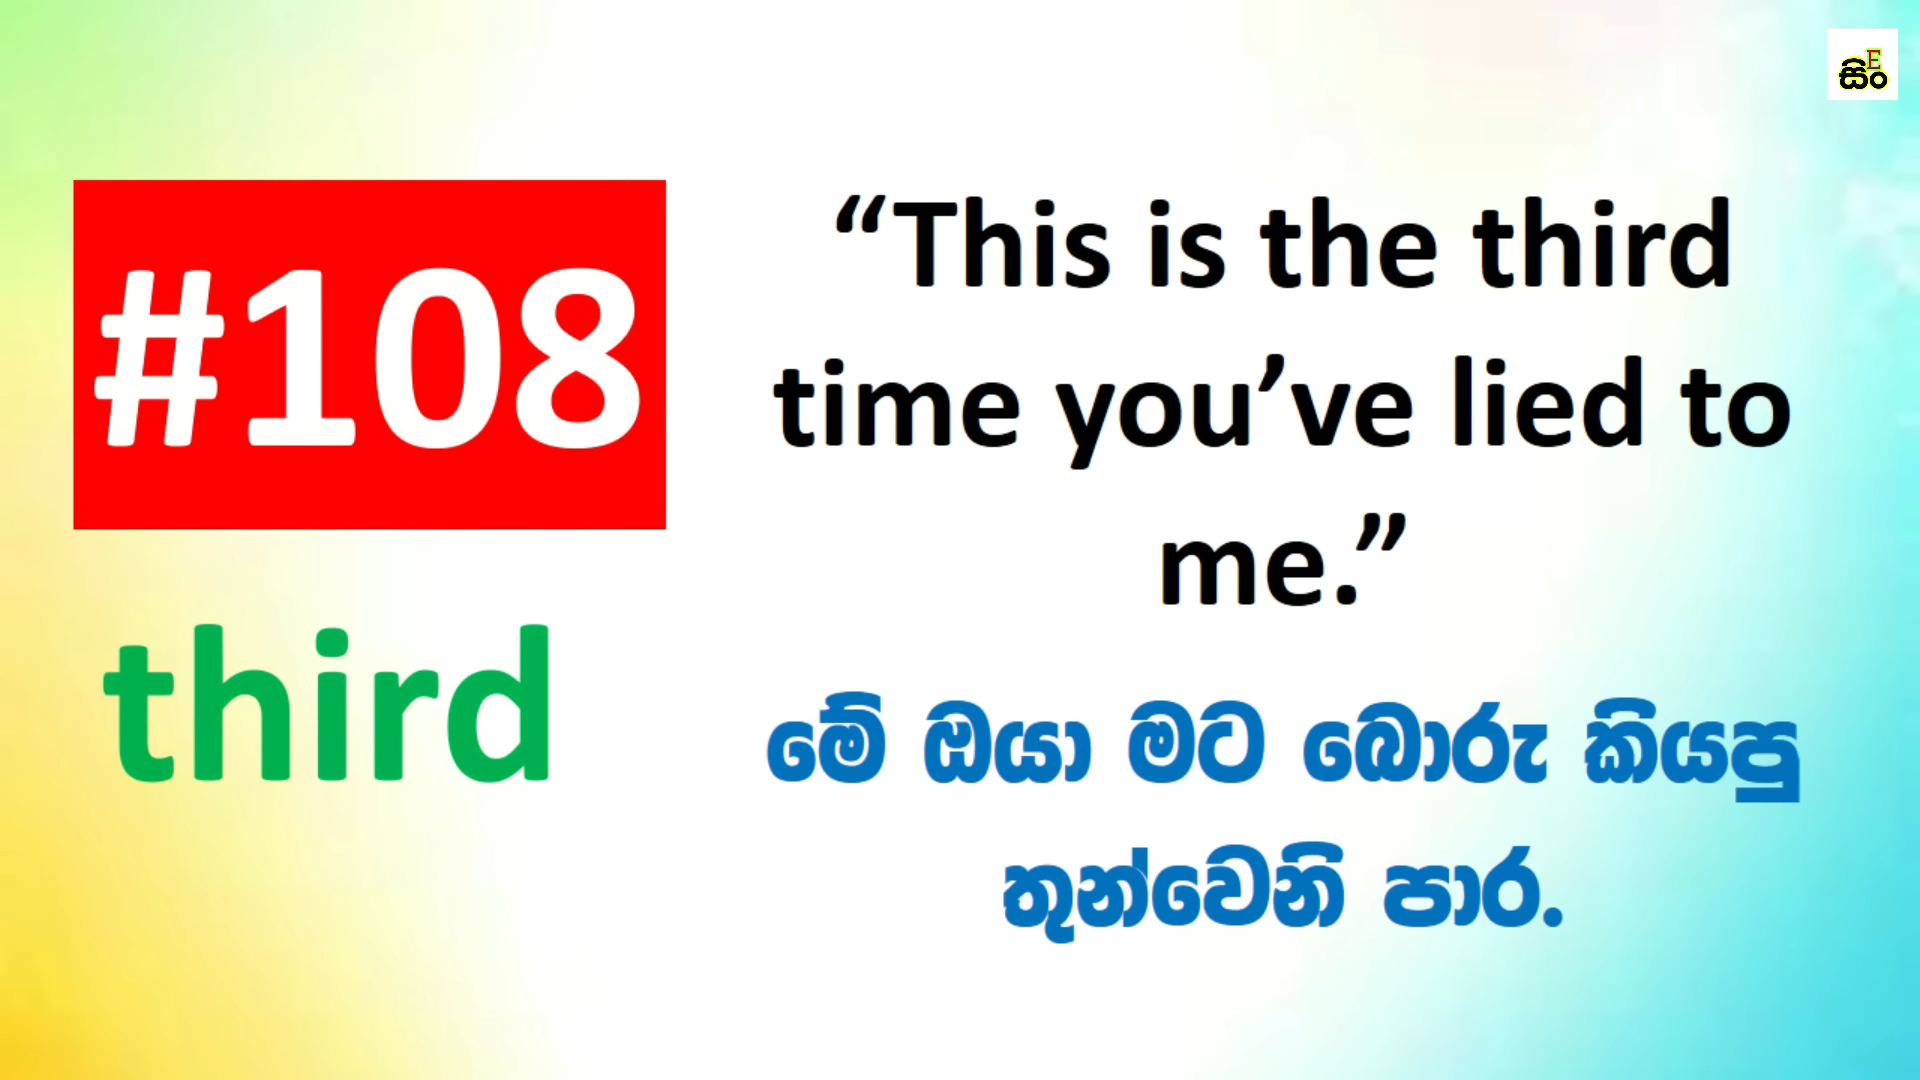 E
සිං
#108
third
“This is the third
time you’ve lied to
me.”
මේ ඔයා මට බොරු කියපු
තුන්වෙනි පාර.